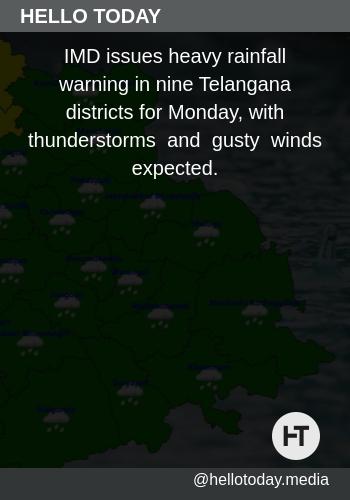 HELLO TODAY
IMD issues heavy rainfall
warning in nine Telangana
districts for Monday, with
thunderstorms and gusty winds
expected.
HT
@hellotoday.media